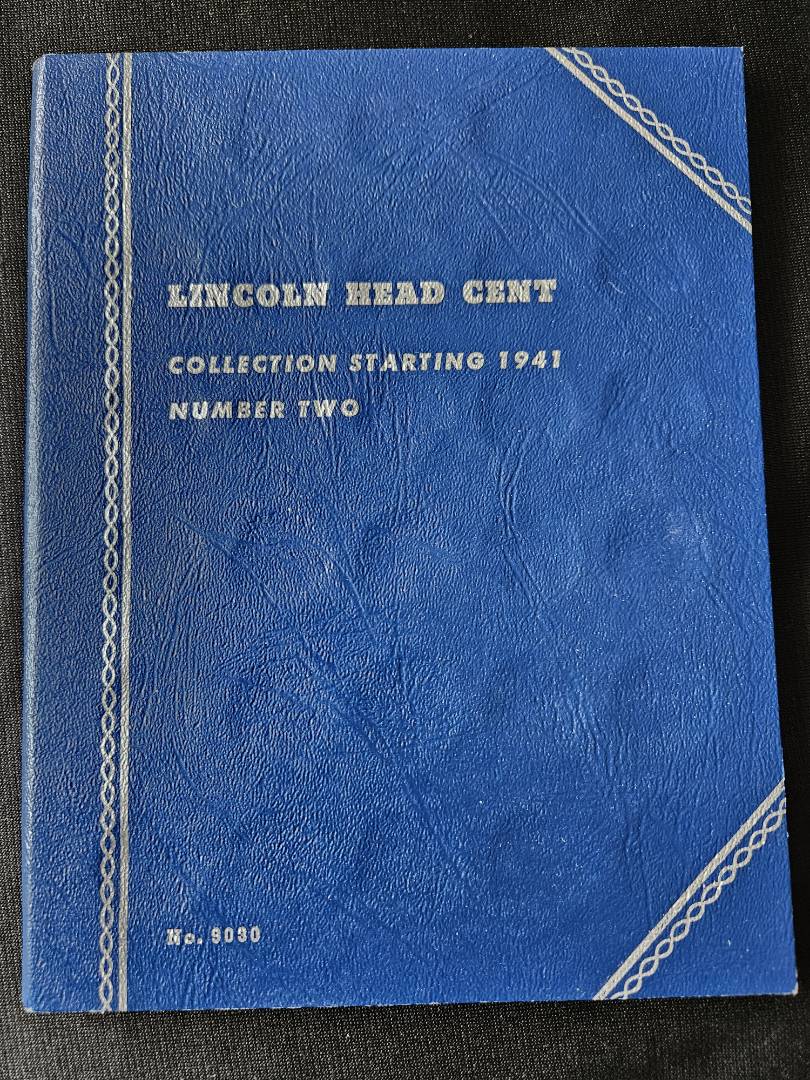 LINCOLN HEAD CENT
COLLECTION STARTING 1941
NUMBER TWO
No. 9030